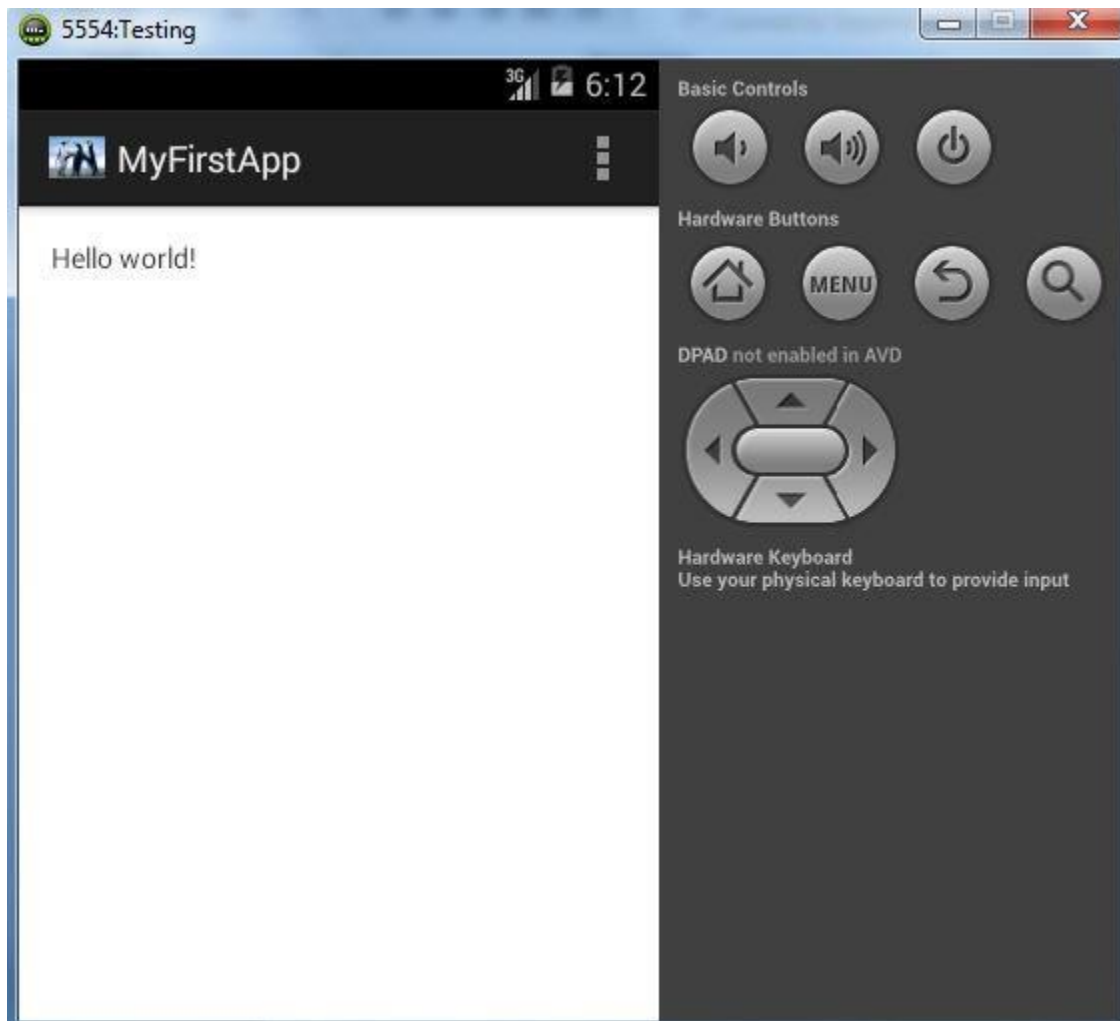 5554:Testing
3G 6:12
MyFirstApp
Hello world!
Basic Controls
Hardware Buttons
MENU
DPAD not enabled in AVD
Hardware Keyboard
Use your physical keyboard to provide input